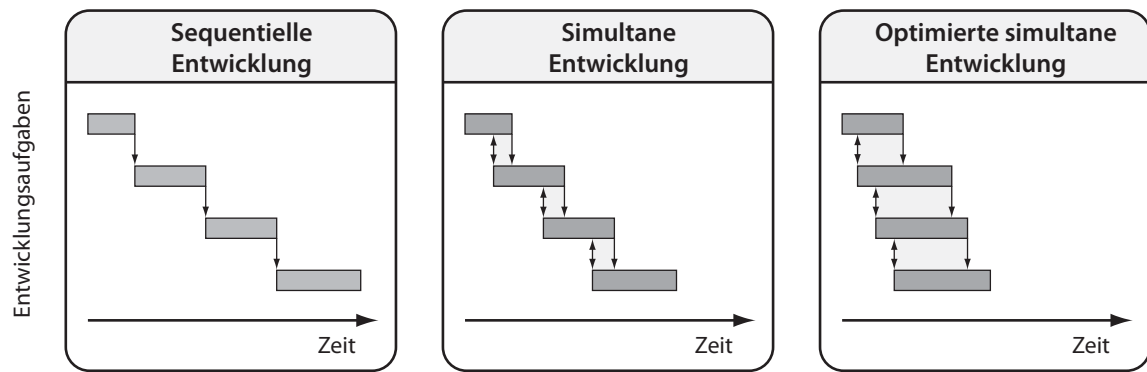 Sequentielle
Entwicklung
Simultane
Entwicklung
Optimierte simultane
Entwicklung
Entwicklungsaufgaben
Zeit
Zeit
Zeit